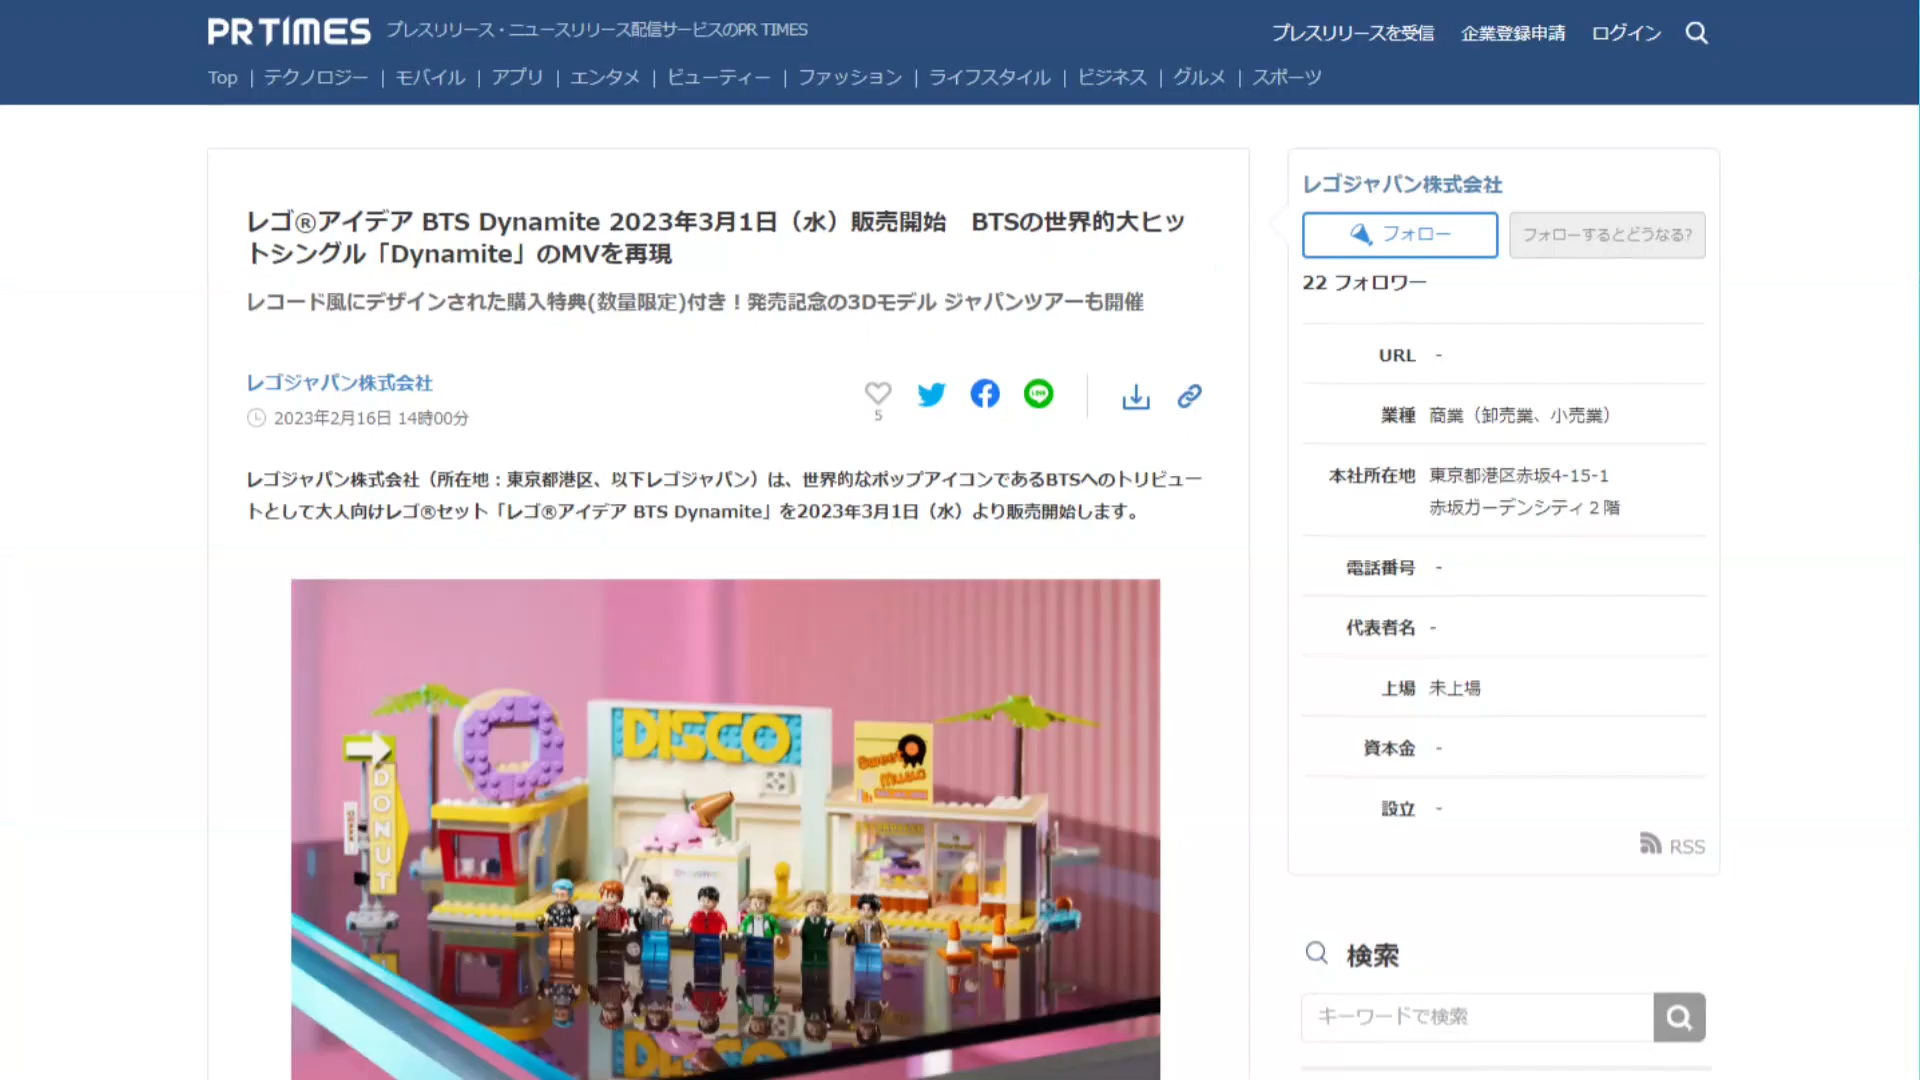 PR TIMES プレスリリース・ニュースリリース配信サービスのPR TIMES
プレスリリースを受信 企業登録申請 ログイン
Top | テクノロジー | モバイル | アプリ | エンタメ | ビューティー | ファッション | ライフスタイル | ビジネス | グルメ | スポーツ
レゴ®アイデア BTS Dynamite 2023年3月1日（水）販売開始　BTSの世界的大ヒッ
トシングル「Dynamite」のMVを再現
レコード風にデザインされた購入特典(数量限定)付き！発売記念の3Dモデル ジャパンツアーも開催
レゴジャパン株式会社
2023年2月16日 14時00分
5
レゴジャパン株式会社（所在地：東京都港区、以下レゴジャパン）は、世界的なポップアイコンであるBTSへのトリビュー
トとして大人向けレゴ®セット「レゴ®アイデア BTS Dynamite」を2023年3月1日（水）より販売開始します。
DISCO
DONUT
Sweet
Music
レゴジャパン株式会社
フォロー フォローするとどうなる?
22 フォロワー
URL -
業種 商業（卸売業、小売業）
本社所在地 東京都港区赤坂4-15-1
赤坂ガーデンシティ２階
電話番号 -
代表者名 -
上場 未上場
資本金 -
設立 -
RSS
検索
キーワードで検索